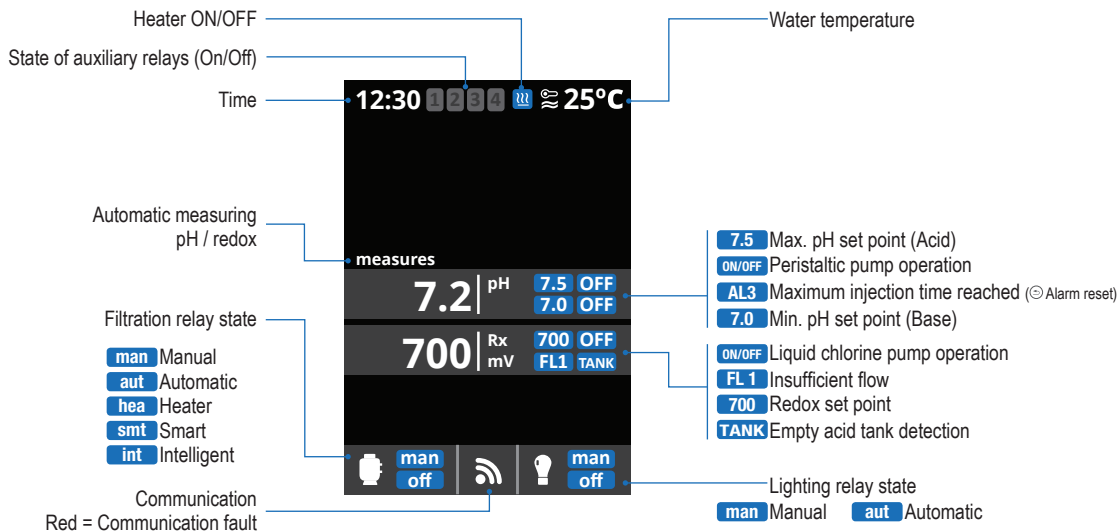 Heater ON/OFF
State of auxiliary relays (On/Off)
Time
Water temperature
12:30 1 2 3 4 25°C
Automatic measuring
pH / redox
measures
7.2 pH 7.5 OFF
7.0 OFF
700 Rx mV 700 OFF
FL1 TANK
7.5 Max. pH set point (Acid)
ON/OFF Peristaltic pump operation
AL3 Maximum injection time reached (Alarm reset)
7.0 Min. pH set point (Base)
ON/OFF Liquid chlorine pump operation
FL 1 Insufficient flow
700 Redox set point
TANK Empty acid tank detection
Filtration relay state
man Manual
aut Automatic
hea Heater
smt Smart
int Intelligent
man
off
man
off
Communication
Red = Communication fault
Lighting relay state
man Manual aut Automatic